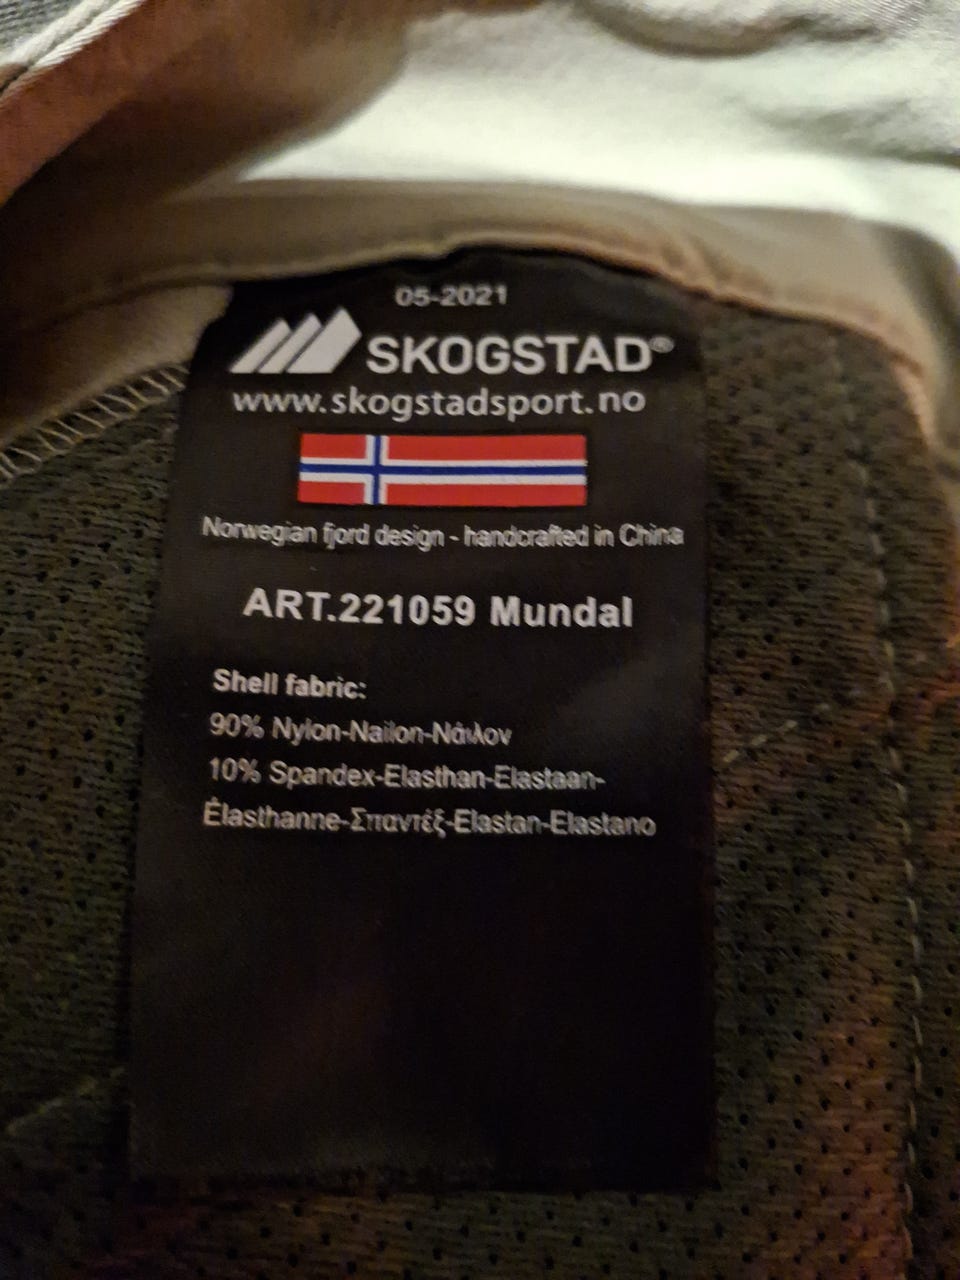 05-2021
SKOGSTAD®
www.skogstadsport.no
Norwegian fjord design - handcrafted in China
ART.221059 Mundal
Shell fabric:
90% Nylon-Nailon-Νάιλον
10% Spandex-Elasthan-Elastaan-
Élasthanne-Σπαντέξ-Elastan-Elastano